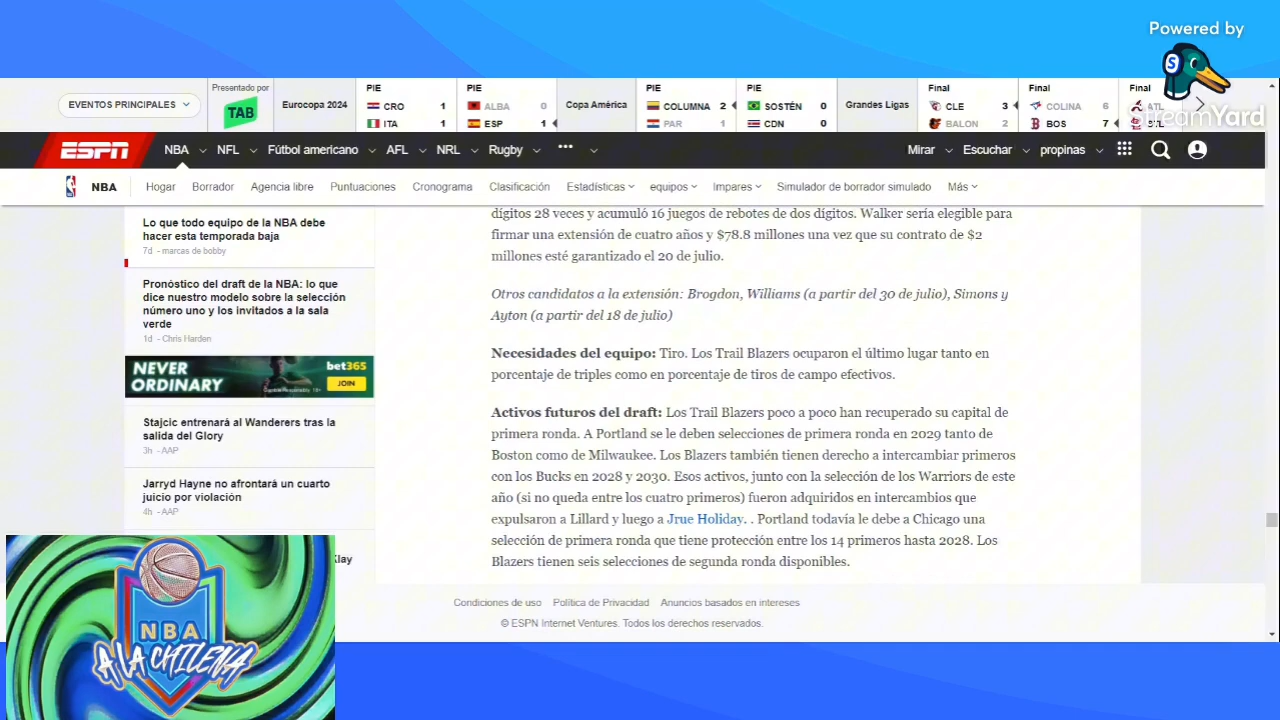 Powered by
StreamYard
EVENTOS PRINCIPALES
Presentado por
TAB
Eurocopa 2024
PIE
CRO 1
ITA 1
PIE
ALBA 0
ESP 1
Copa América
PIE
COLUMNA 2
PAR 1
PIE
SOSTÉN 0
CDN 0
Grandes Ligas
Final
CLE 3
BALON 2
Final
COLINA 6
BOS 7
ATL
ESPN NBA NFL Fútbol americano AFL NRL Rugby ••• Mirar Escuchar propinas
NBA Hogar Borrador Agencia libre Puntuaciones Cronograma Clasificación Estadísticas equipos Impares Simulador de borrador simulado Más
Lo que todo equipo de la NBA debe
hacer esta temporada baja
7d - marcas de bobby
Pronóstico del draft de la NBA: lo que
dice nuestro modelo sobre la selección
número uno y los invitados a la sala
verde
1d - Chris Harden
NEVER
ORDINARY
bet365
JOIN
Stajcic entrenará al Wanderers tras la
salida del Glory
3h - AAP
Jarryd Hayne no afrontará un cuarto
juicio por violación
4h - AAP
Klay
dígitos 28 veces y acumuló 16 juegos de rebotes de dos dígitos. Walker sería elegible para
firmar una extensión de cuatro años y $78.8 millones una vez que su contrato de $2
millones esté garantizado el 20 de julio.
Otros candidatos a la extensión: Brogdon, Williams (a partir del 30 de julio), Simons y
Ayton (a partir del 18 de julio)
Necesidades del equipo: Tiro. Los Trail Blazers ocuparon el último lugar tanto en
porcentaje de triples como en porcentaje de tiros de campo efectivos.
Activos futuros del draft: Los Trail Blazers poco a poco han recuperado su capital de
primera ronda. A Portland se le deben selecciones de primera ronda en 2029 tanto de
Boston como de Milwaukee. Los Blazers también tienen derecho a intercambiar primeros
con los Bucks en 2028 y 2030. Esos activos, junto con la selección de los Warriors de este
año (si no queda entre los cuatro primeros) fueron adquiridos en intercambios que
expulsaron a Lillard y luego a Jrue Holiday. . Portland todavía le debe a Chicago una
selección de primera ronda que tiene protección entre los 14 primeros hasta 2028. Los
Blazers tienen seis selecciones de segunda ronda disponibles.
Condiciones de uso Política de Privacidad Anuncios basados en intereses
© ESPN Internet Ventures. Todos los derechos reservados.
NBA
A LA CHILENA